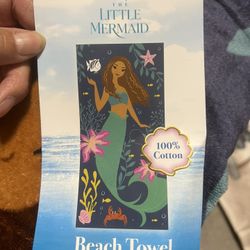 THE
LITTLE
MERMAID
100%
Cotton
Beach Towel